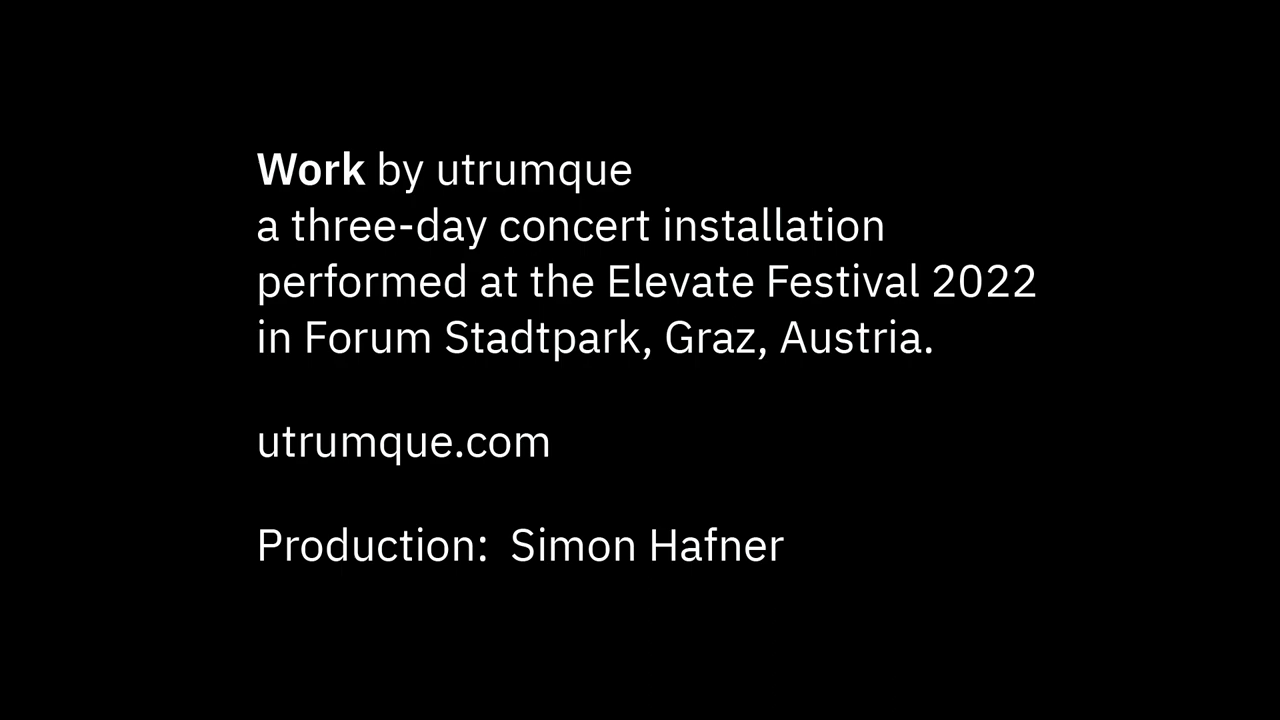 Work by utrumque
a three-day concert installation
performed at the Elevate Festival 2022
in Forum Stadtpark, Graz, Austria.
utrumque.com
Production: Simon Hafner